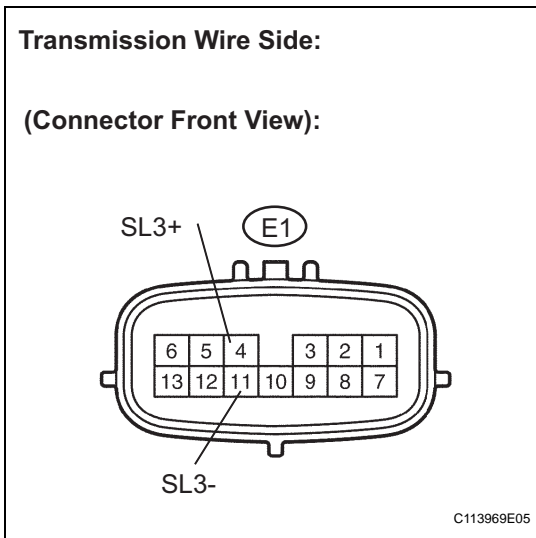 Transmission Wire Side:
(Connector Front View):
SL3+
E1
6 5 4 3 2 1
13 12 11 10 9 8 7
SL3-
C113969E05